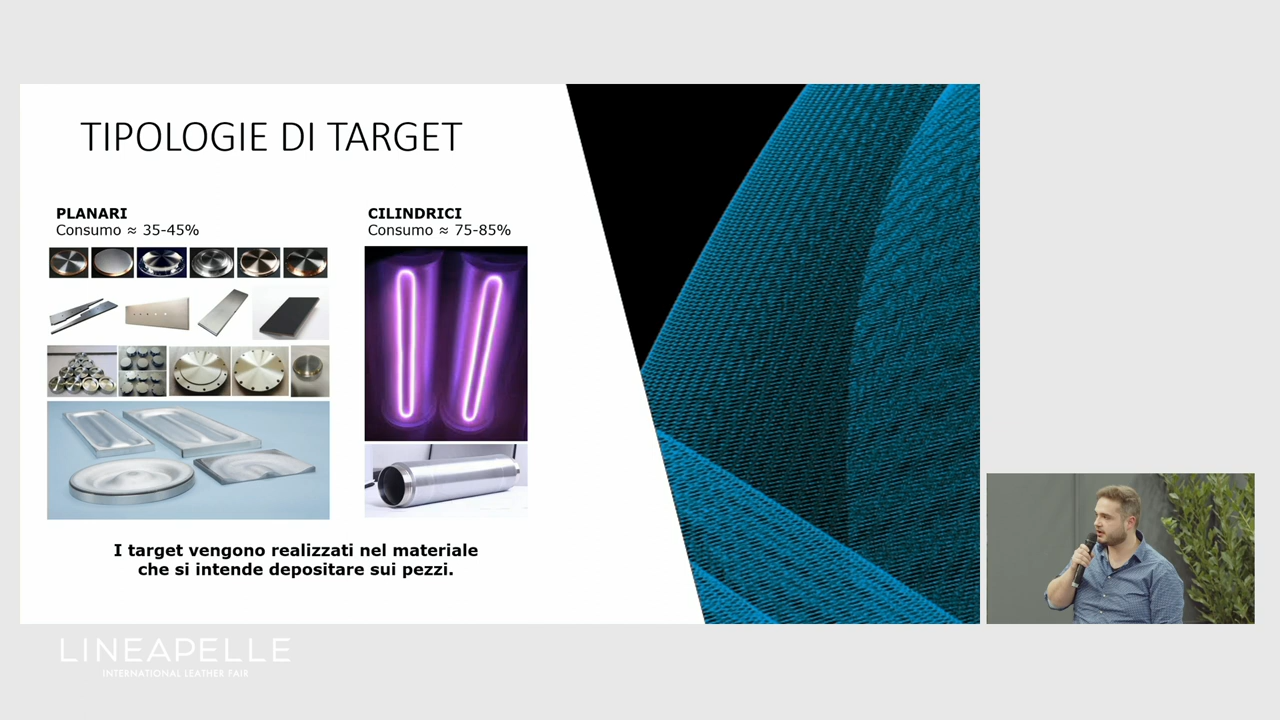 TIPOLOGIE DI TARGET
PLANARI
Consumo ≈ 35-45%
CILINDRICI
Consumo ≈ 75-85%
I target vengono realizzati nel materiale
che si intende depositare sui pezzi.
LINEAPELLE
INTERNATIONAL LEATHER FAIR